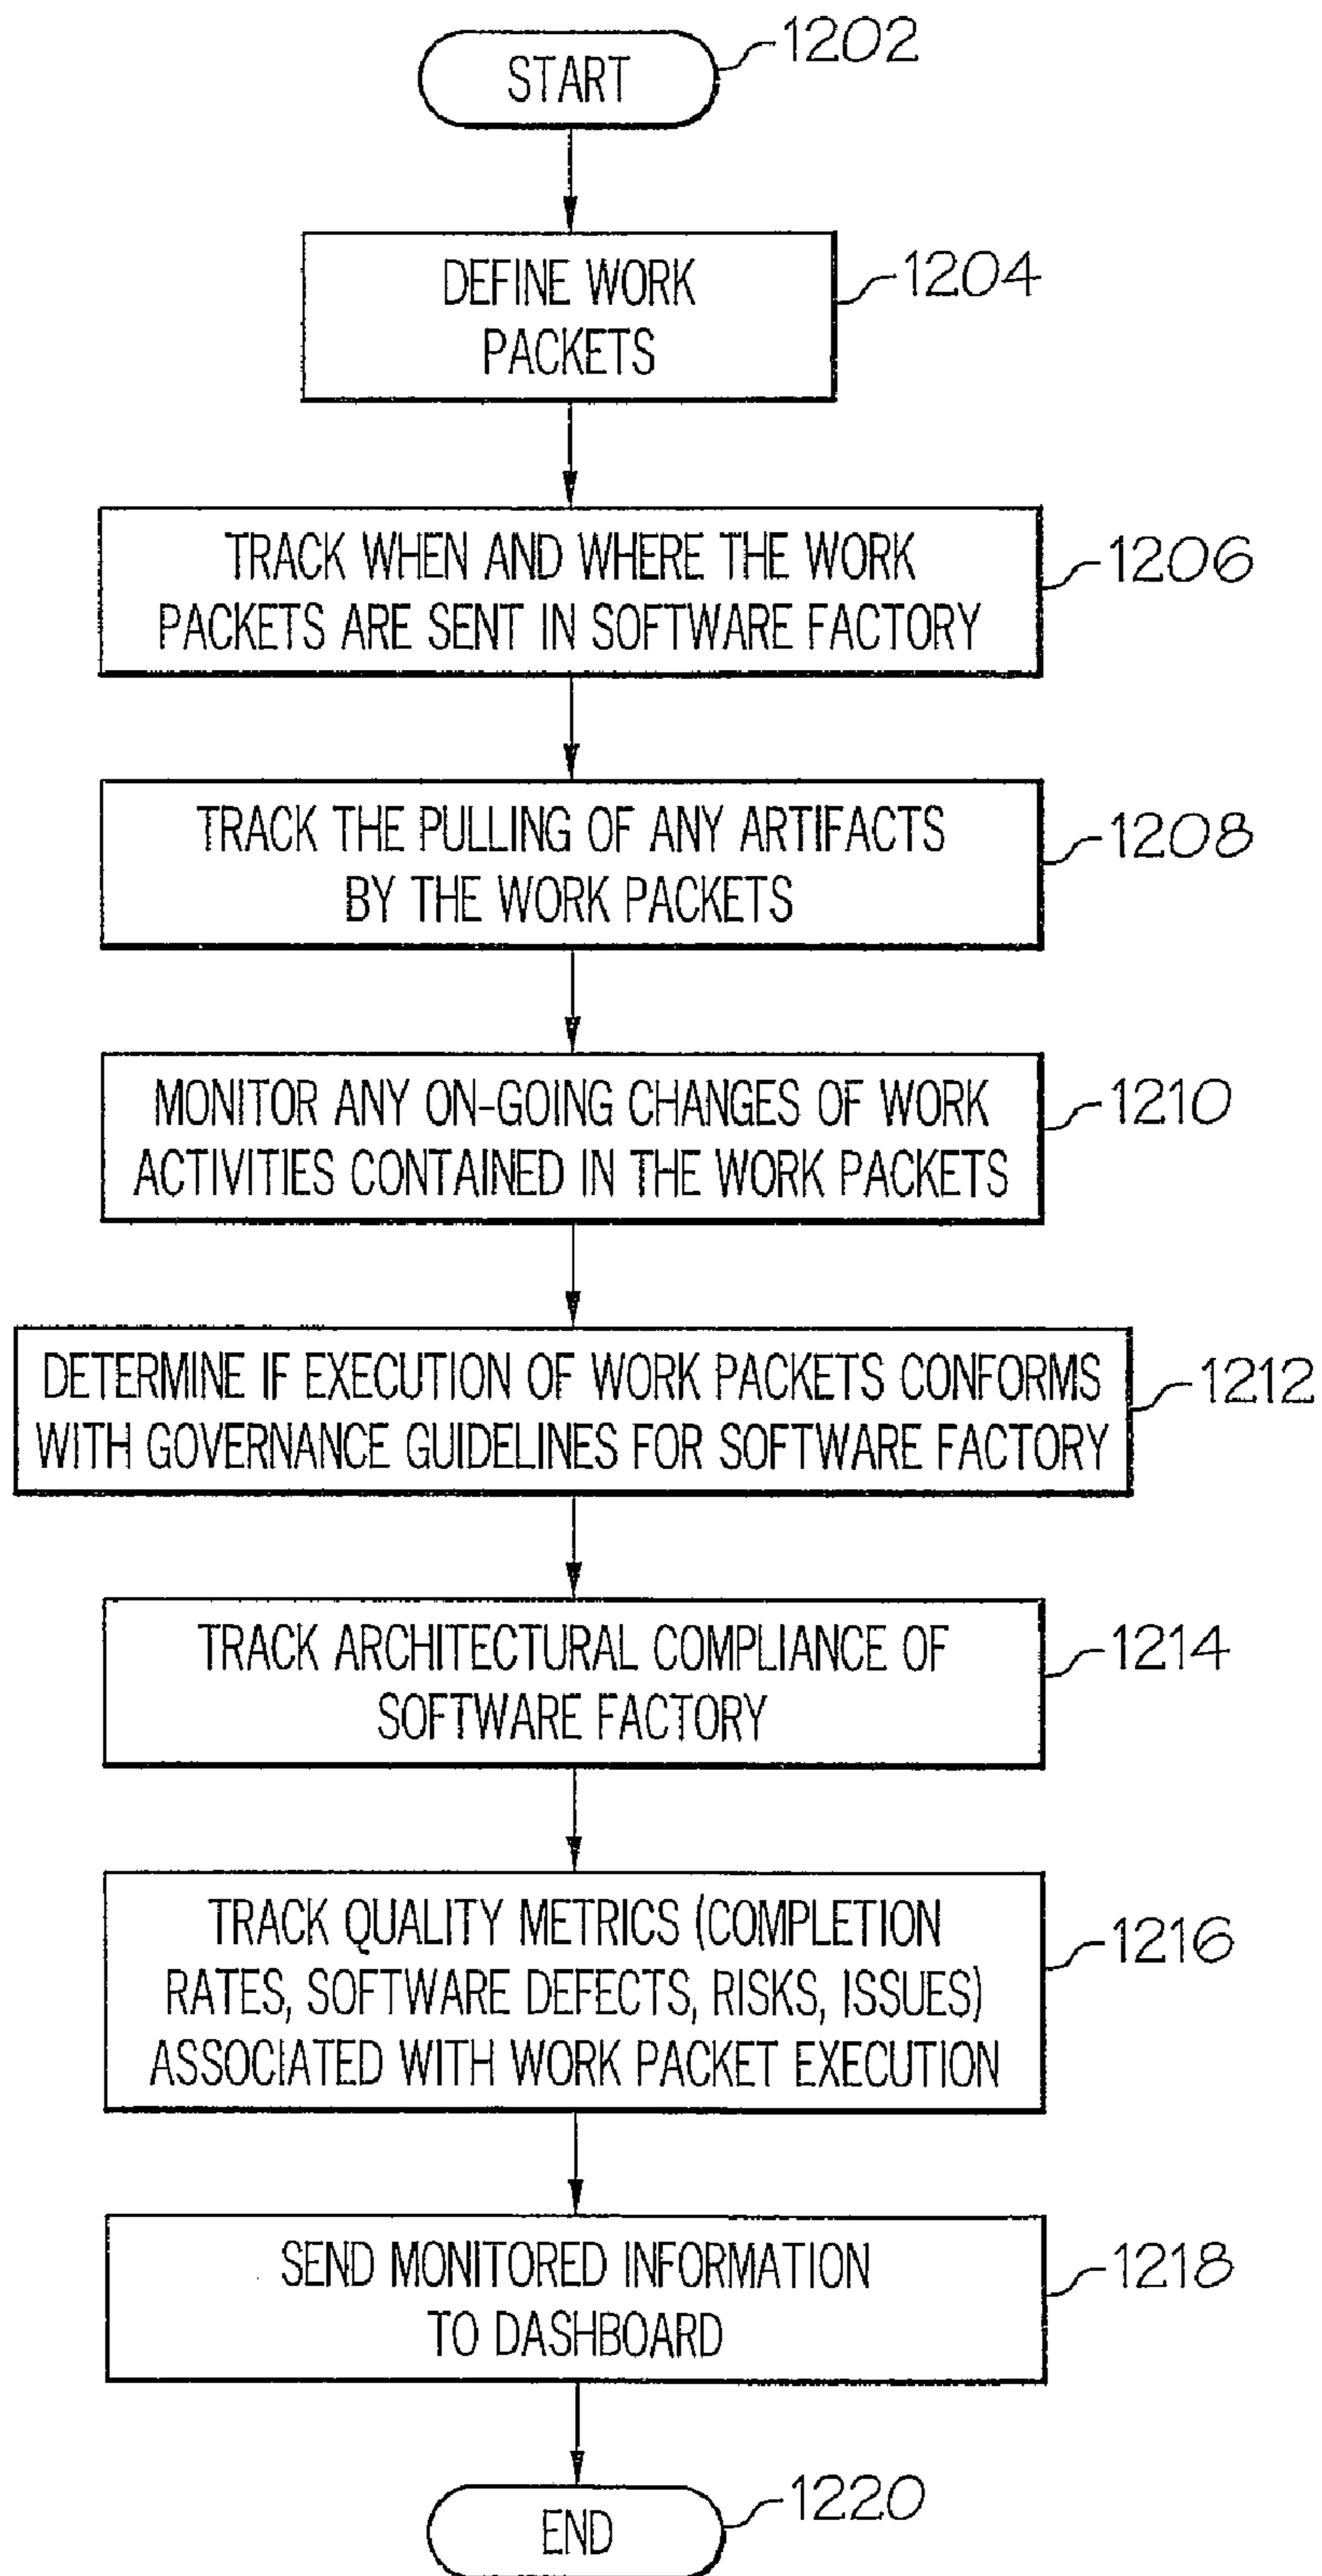 START
1202
DEFINE WORK
PACKETS
1204
TRACK WHEN AND WHERE THE WORK
PACKETS ARE SENT IN SOFTWARE FACTORY
1206
TRACK THE PULLING OF ANY ARTIFACTS
BY THE WORK PACKETS
1208
MONITOR ANY ON-GOING CHANGES OF WORK
ACTIVITIES CONTAINED IN THE WORK PACKETS
1210
DETERMINE IF EXECUTION OF WORK PACKETS CONFORMS
WITH GOVERNANCE GUIDELINES FOR SOFTWARE FACTORY
1212
TRACK ARCHITECTURAL COMPLIANCE OF
SOFTWARE FACTORY
1214
TRACK QUALITY METRICS (COMPLETION
RATES, SOFTWARE DEFECTS, RISKS, ISSUES)
ASSOCIATED WITH WORK PACKET EXECUTION
1216
SEND MONITORED INFORMATION
TO DASHBOARD
1218
END
1220